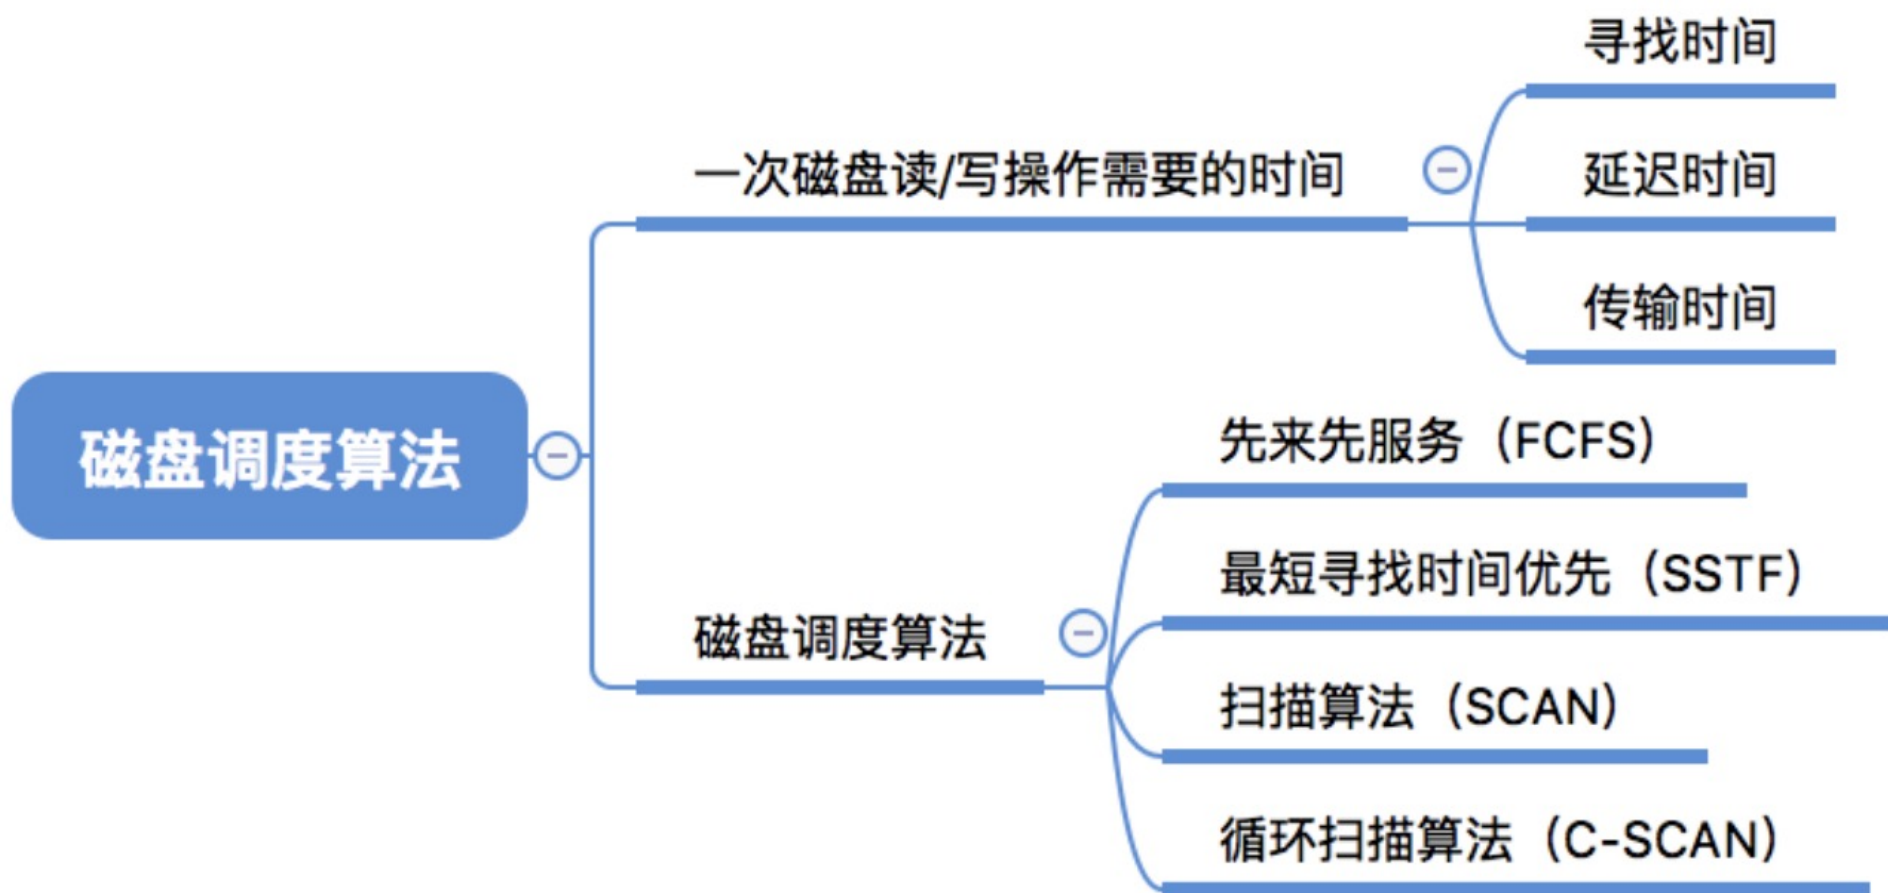 磁盘调度算法
一次磁盘读/写操作需要的时间
寻找时间
延迟时间
传输时间
磁盘调度算法
先来先服务（FCFS）
最短寻找时间优先（SSTF）
扫描算法（SCAN）
循环扫描算法（C-SCAN）